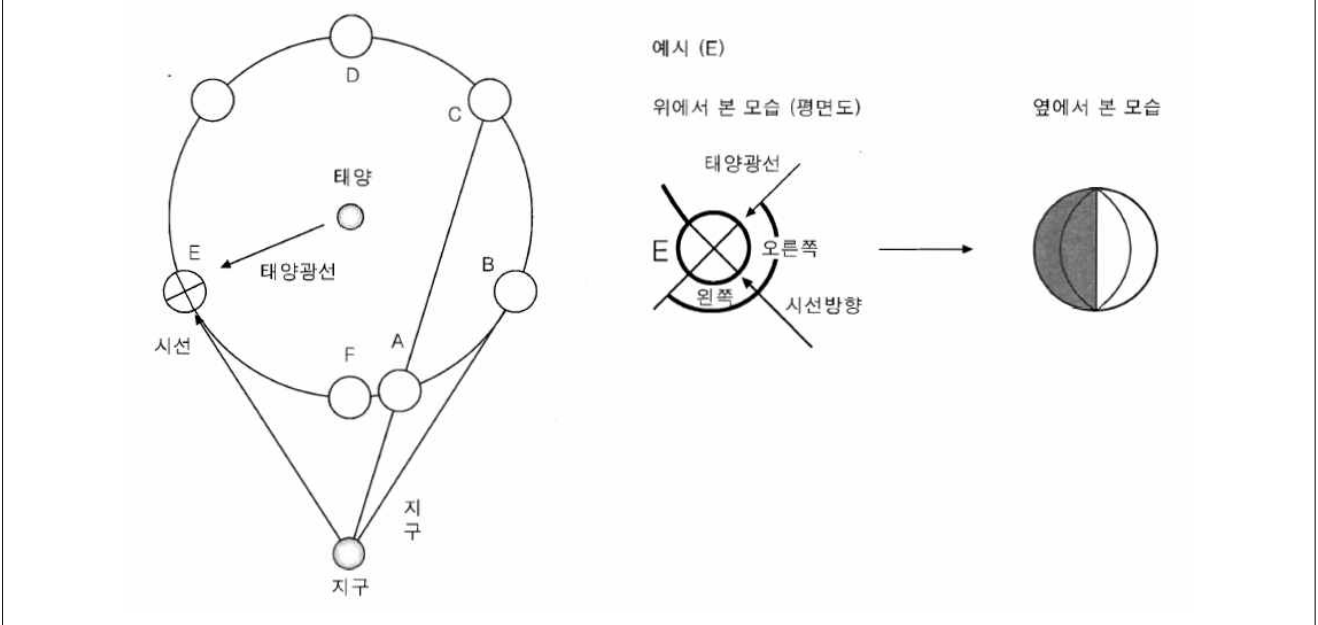 D
C
태양
E
태양광선
B
시선
F
A
지
구
지구
예시 (E)
위에서 본 모습 (평면도)
옆에서 본 모습
태양광선
E
오른쪽
왼쪽
시선방향